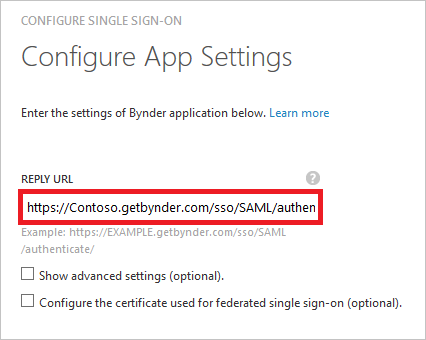 CONFIGURE SINGLE SIGN-ON
Configure App Settings
Enter the settings of Bynder application below. Learn more
REPLY URL
?
https://Contoso.getbynder.com/sso/SAML/authen
Example: https://EXAMPLE.getbynder.com/sso/SAML
/authenticate/
Show advanced settings (optional).
Configure the certificate used for federated single sign-on (optional).